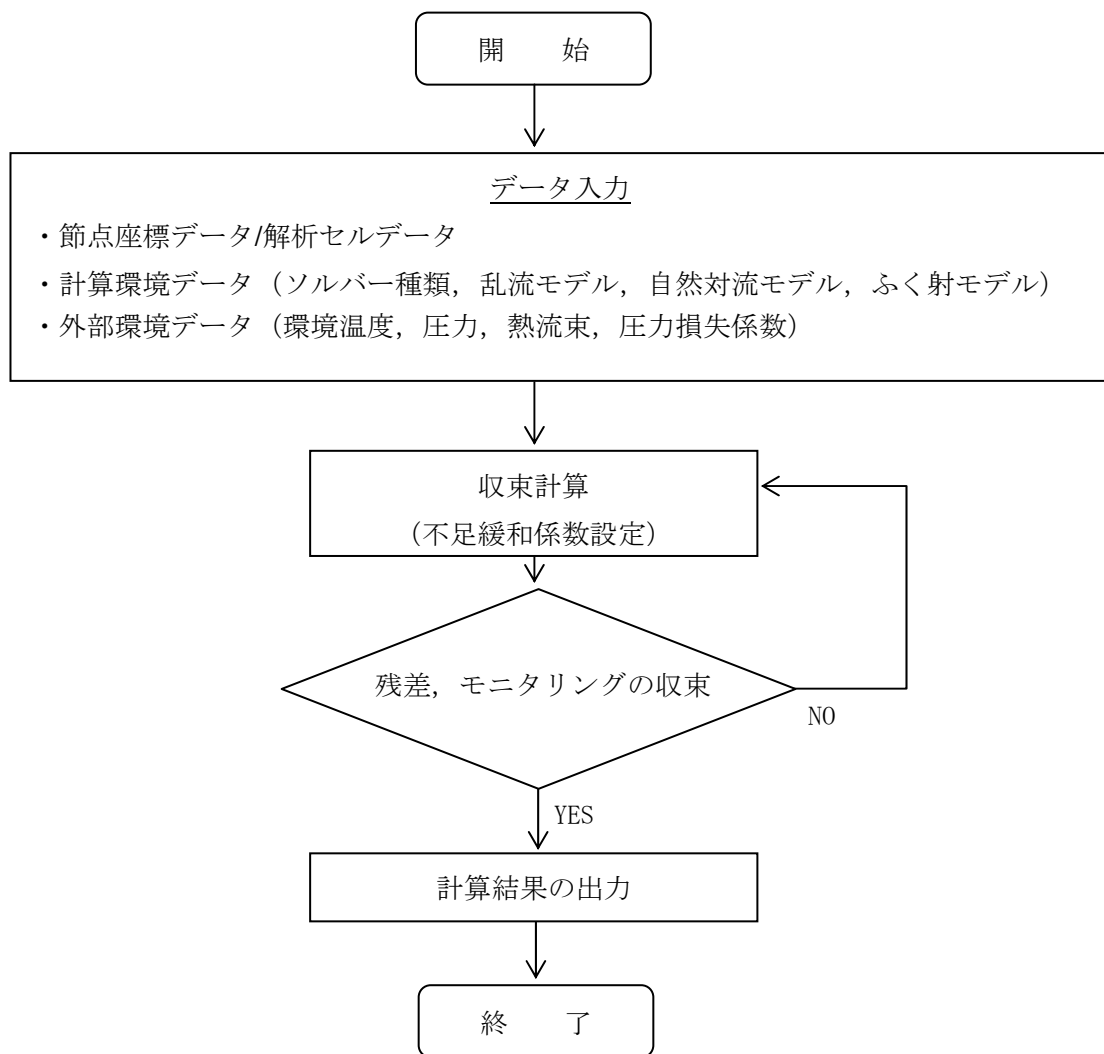 開　　始
データ入力
・節点座標データ/解析セルデータ
・計算環境データ（ソルバー種類，乱流モデル，自然対流モデル，ふく射モデル）
・外部環境データ（環境温度，圧力，熱流束，圧力損失係数）
収束計算
（不足緩和係数設定）
残差，モニタリングの収束
NO
YES
計算結果の出力
終　　了